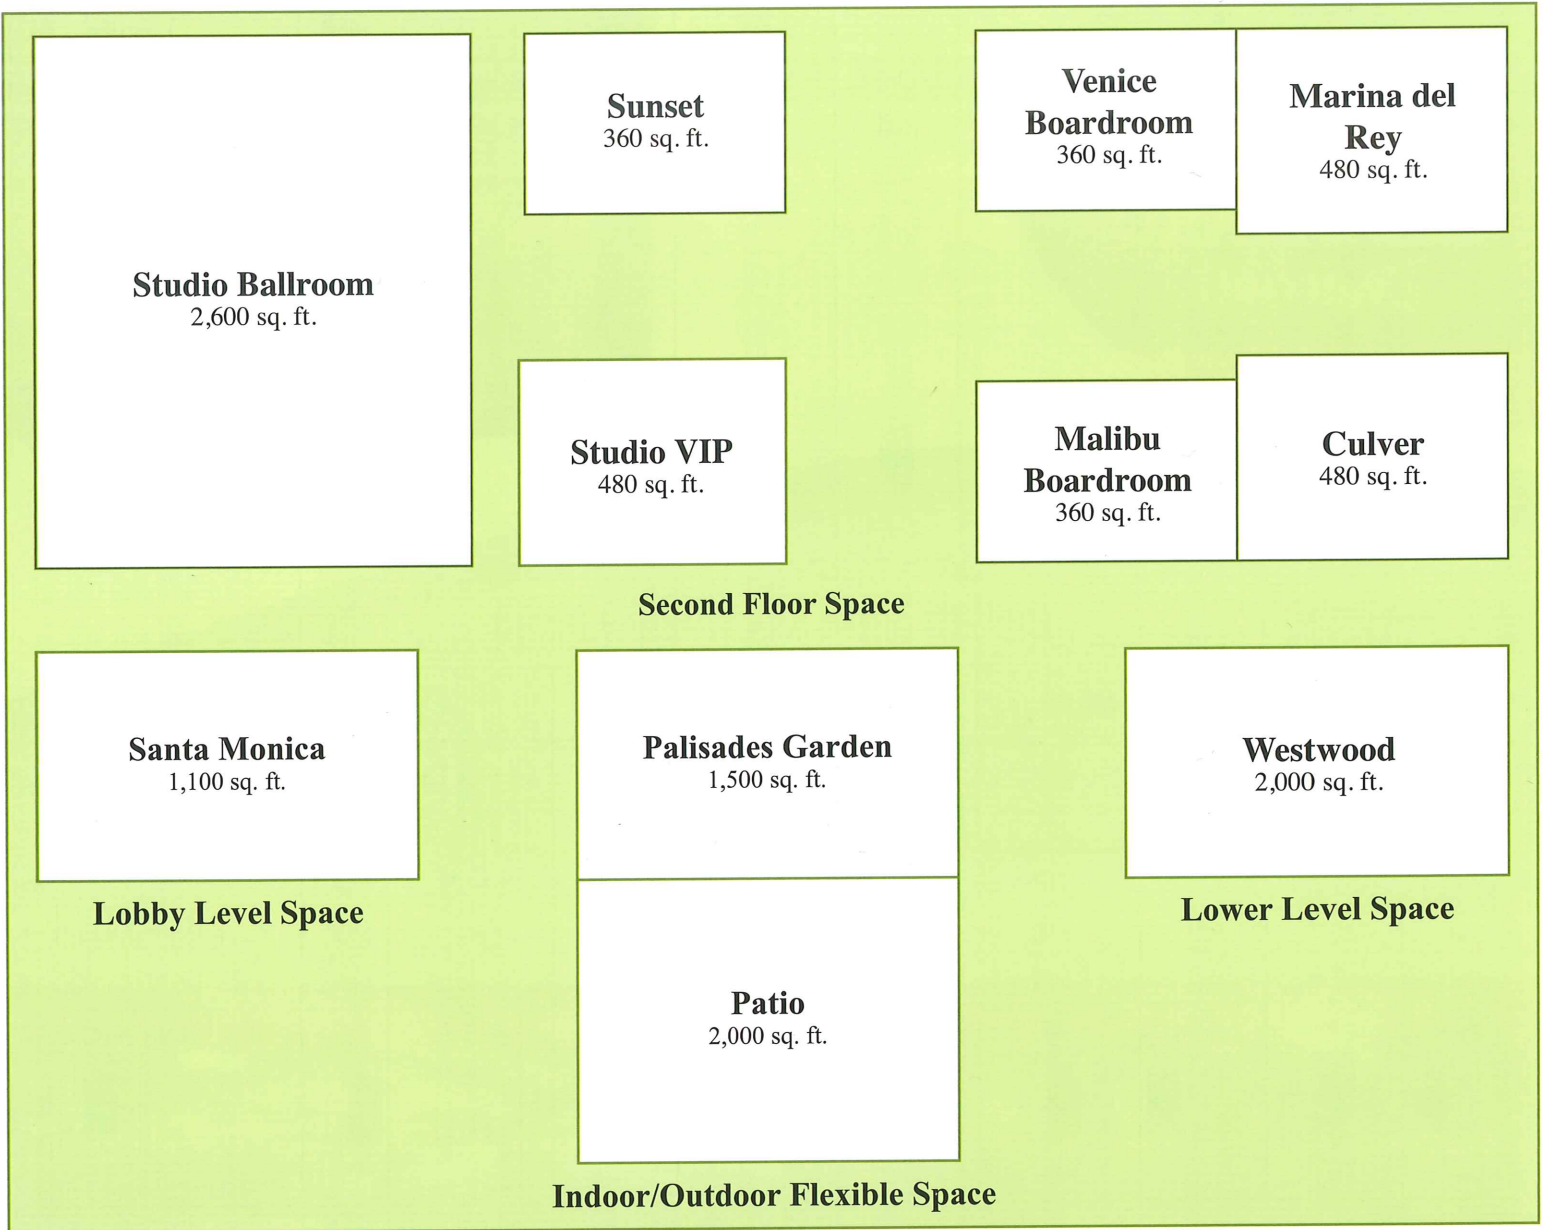 Studio Ballroom
2,600 sq. ft.
Sunset
360 sq. ft.
Venice
Boardroom
360 sq. ft.
Marina del
Rey
480 sq. ft.
Studio VIP
480 sq. ft.
Malibu
Boardroom
360 sq. ft.
Culver
480 sq. ft.
Second Floor Space
Santa Monica
1,100 sq. ft.
Lobby Level Space
Palisades Garden
1,500 sq. ft.
Patio
2,000 sq. ft.
Indoor/Outdoor Flexible Space
Westwood
2,000 sq. ft.
Lower Level Space